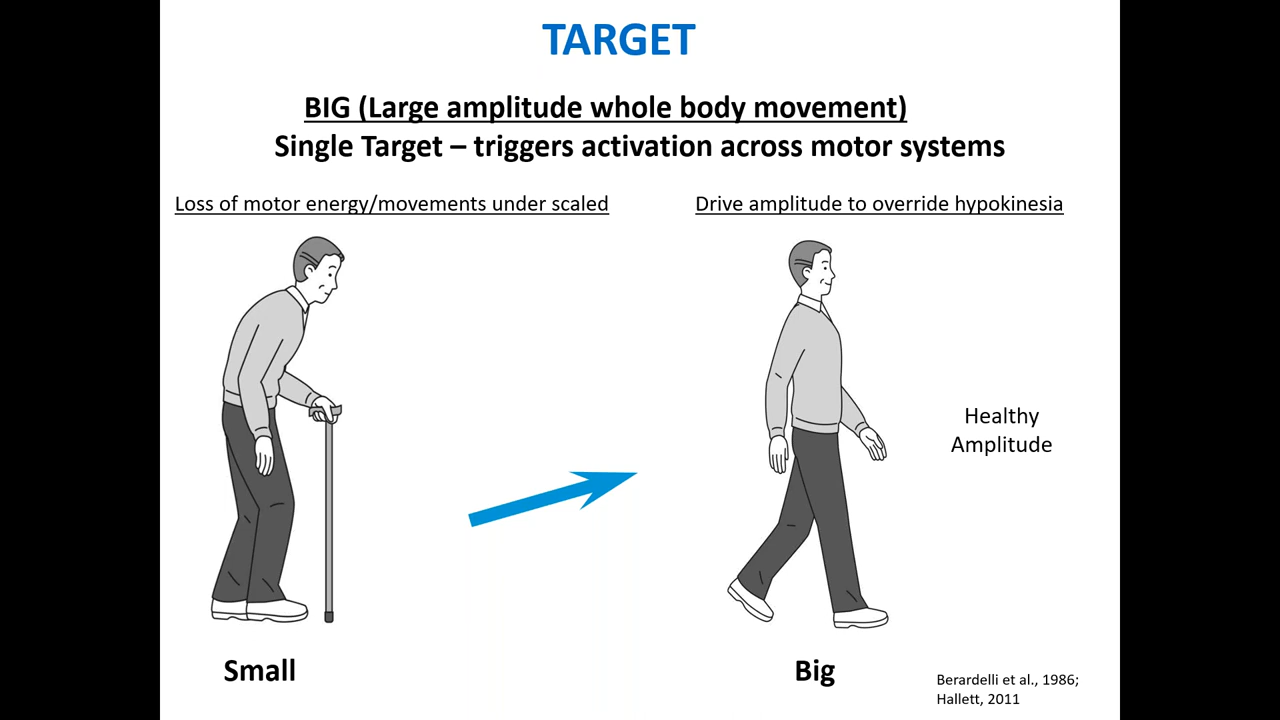 TARGET
BIG (Large amplitude whole body movement)
Single Target – triggers activation across motor systems
Loss of motor energy/movements under scaled
Drive amplitude to override hypokinesia
Healthy
Amplitude
Small
Big
Berardelli et al., 1986;
Hallett, 2011